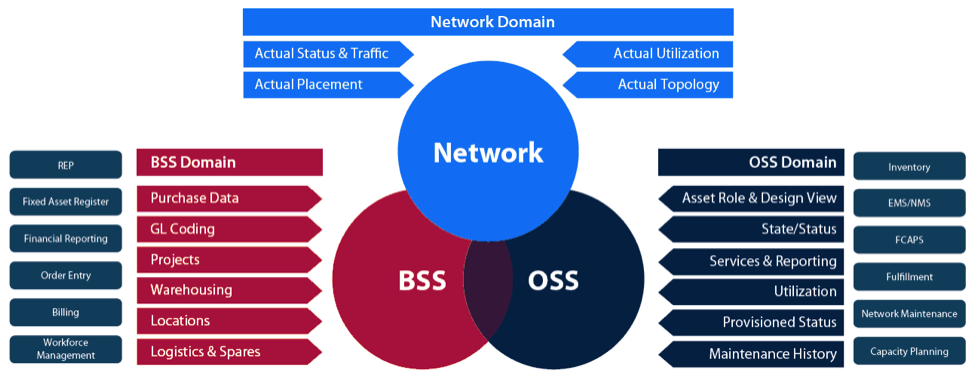 Network Domain
Actual Status & Traffic
Actual Utilization
Actual Placement
Actual Topology
Network
REP
Fixed Asset Register
Financial Reporting
Order Entry
Billing
Workforce
Management
BSS Domain
Purchase Data
GL Coding
Projects
Warehousing
Locations
Logistics & Spares
BSS
OSS
OSS Domain
Asset Role & Design View
State/Status
Services & Reporting
Utilization
Provisioned Status
Maintenance History
Inventory
EMS/NMS
FCAPS
Fulfillment
Network Maintenance
Capacity Planning